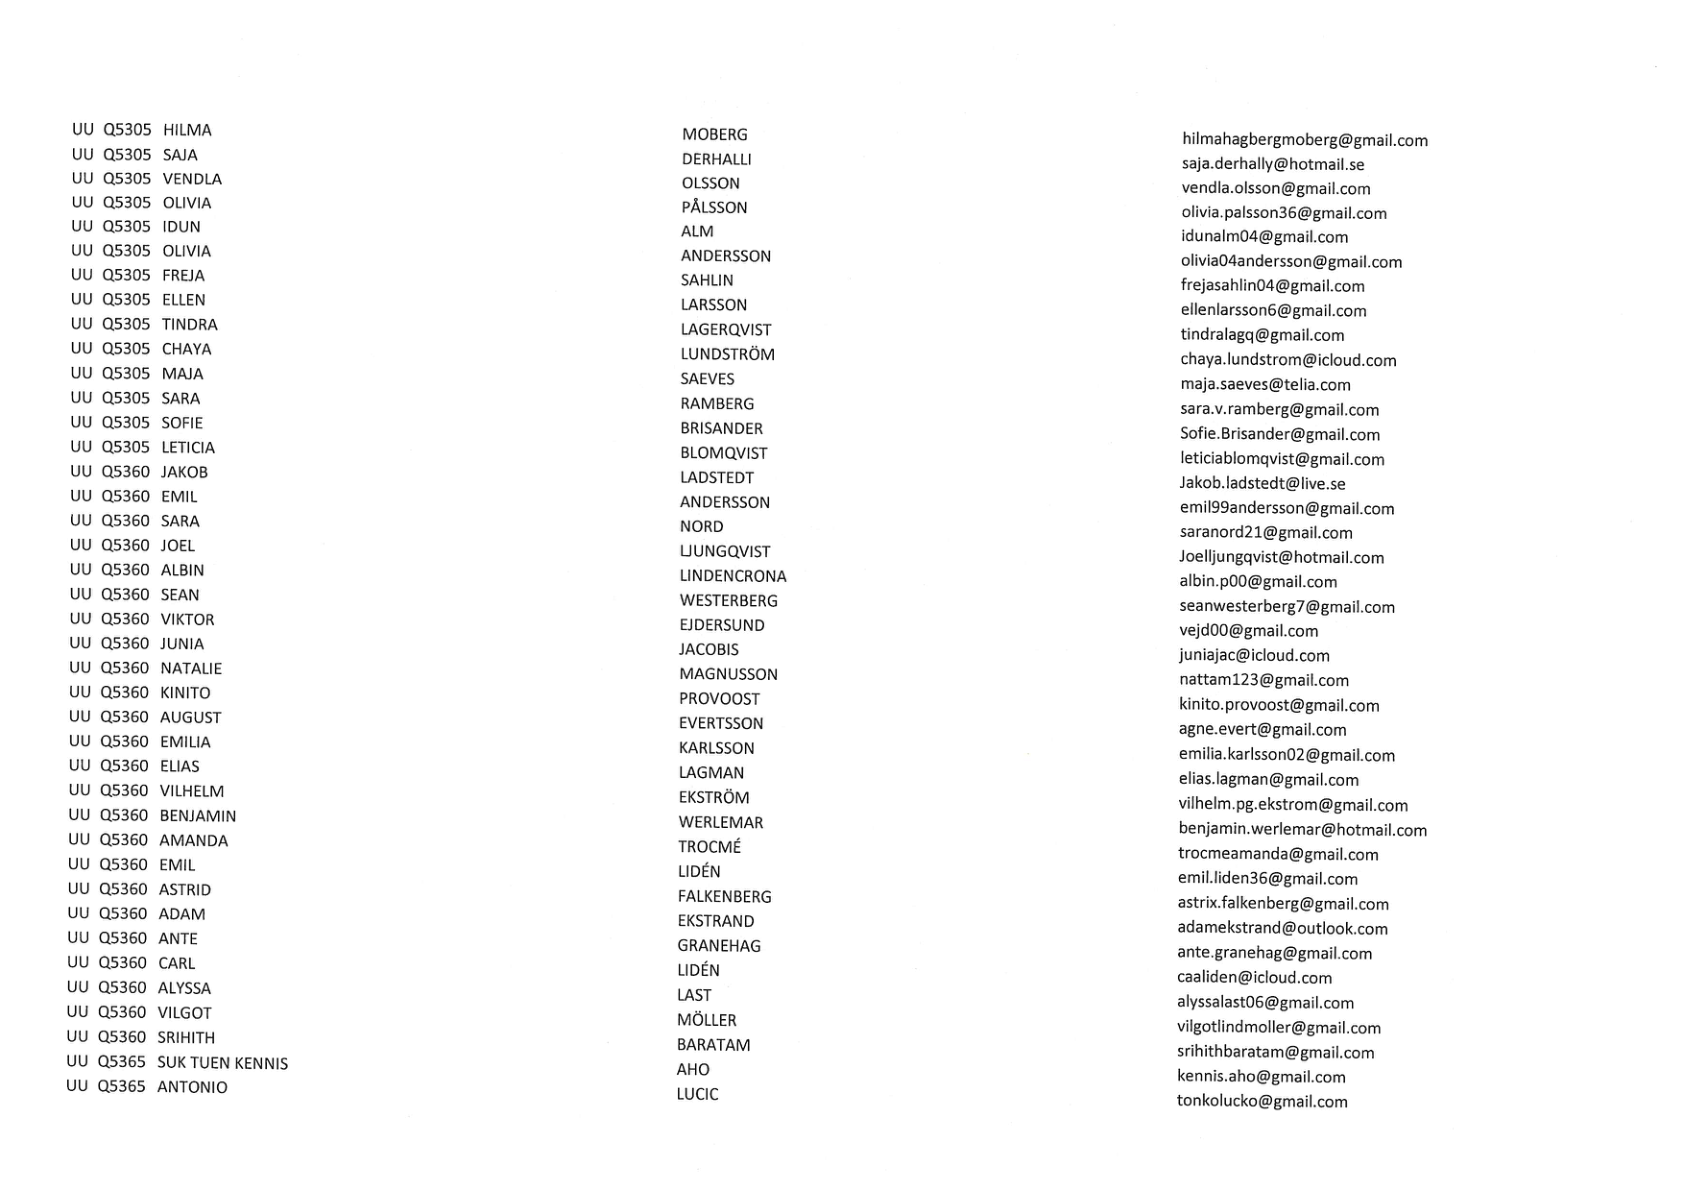 UU Q5305 HILMA MOBERG hilmahagbergmoberg@gmail.com
UU Q5305 SAJA DERHALLI saja.derhally@hotmail.se
UU Q5305 VENDLA OLSSON vendla.olsson@gmail.com
UU Q5305 OLIVIA PÅLSSON olivia.palsson36@gmail.com
UU Q5305 IDUN ALM idunalm04@gmail.com
UU Q5305 OLIVIA ANDERSSON olivia04andersson@gmail.com
UU Q5305 FREJA SAHLIN frejasahlin04@gmail.com
UU Q5305 ELLEN LARSSON ellenlarsson6@gmail.com
UU Q5305 TINDRA LAGERQVIST tindralagq@gmail.com
UU Q5305 CHAYA LUNDSTRÖM chaya.lundstrom@icloud.com
UU Q5305 MAJA SAEVES maja.saeves@telia.com
UU Q5305 SARA RAMBERG sara.v.ramberg@gmail.com
UU Q5305 SOFIE BRISANDER Sofie.Brisander@gmail.com
UU Q5305 LETICIA BLOMQVIST leticiablomqvist@gmail.com
UU Q5360 JAKOB LADSTEDT Jakob.ladstedt@live.se
UU Q5360 EMIL ANDERSSON emil99andersson@gmail.com
UU Q5360 SARA NORD saranord21@gmail.com
UU Q5360 JOEL LJUNGQVIST Joelljungqvist@hotmail.com
UU Q5360 ALBIN LINDENCRONA albin.p00@gmail.com
UU Q5360 SEAN WESTERBERG seanwesterberg7@gmail.com
UU Q5360 VIKTOR EJDERSUND vejd00@gmail.com
UU Q5360 JUNIA JACOBIS juniajac@icloud.com
UU Q5360 NATALIE MAGNUSSON nattam123@gmail.com
UU Q5360 KINITO PROVOOST kinito.provoost@gmail.com
UU Q5360 AUGUST EVERTSSON agne.evert@gmail.com
UU Q5360 EMILIA KARLSSON emilia.karlsson02@gmail.com
UU Q5360 ELIAS LAGMAN elias.lagman@gmail.com
UU Q5360 VILHELM EKSTRÖM vilhelm.pg.ekstrom@gmail.com
UU Q5360 BENJAMIN WERLEMAR benjamin.werlemar@hotmail.com
UU Q5360 AMANDA TROCMÉ trocmeamanda@gmail.com
UU Q5360 EMIL LIDÉN emil.liden36@gmail.com
UU Q5360 ASTRID FALKENBERG astrix.falkenberg@gmail.com
UU Q5360 ADAM EKSTRAND adamekstrand@outlook.com
UU Q5360 ANTE GRANEHAG ante.granehag@gmail.com
UU Q5360 CARL LIDÉN caaliden@icloud.com
UU Q5360 ALYSSA LAST alyssalast06@gmail.com
UU Q5360 VILGOT MÖLLER vilgotlindmoller@gmail.com
UU Q5360 SRIHITH BARATAM srihithbaratam@gmail.com
UU Q5365 SUK TUEN KENNIS AHO kennis.aho@gmail.com
UU Q5365 ANTONIO LUCIC tonkolucko@gmail.com